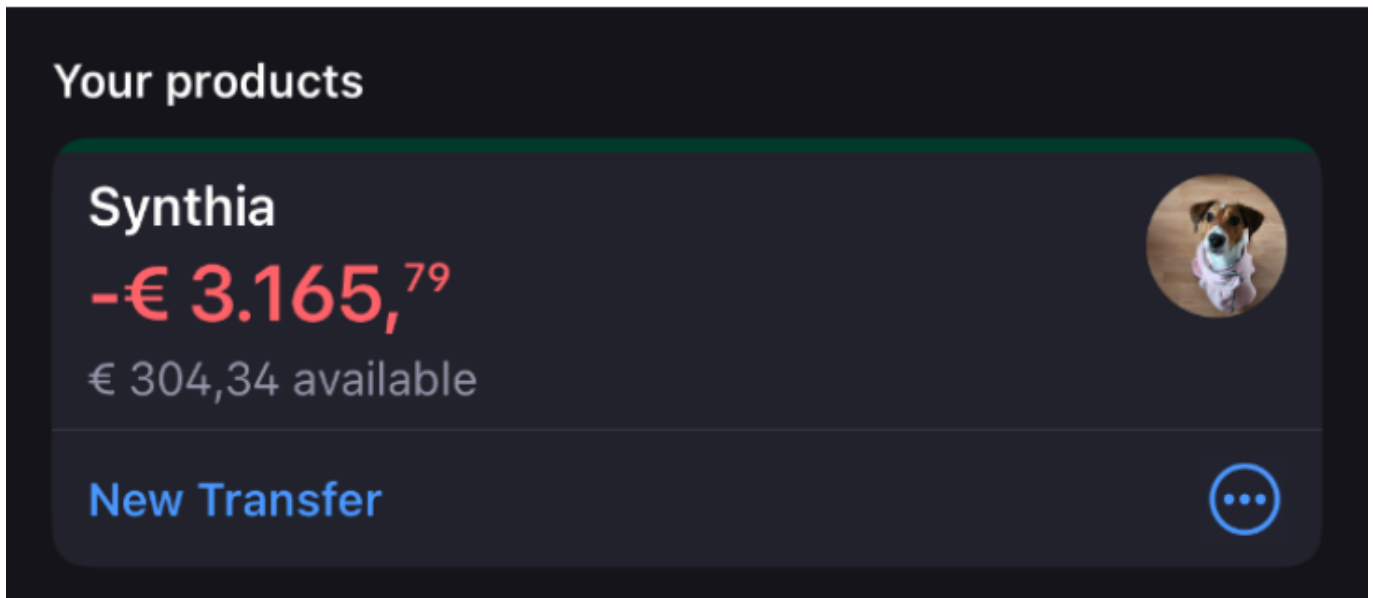 Your products
Synthia
-€ 3.165,79
€ 304,34 available
New Transfer